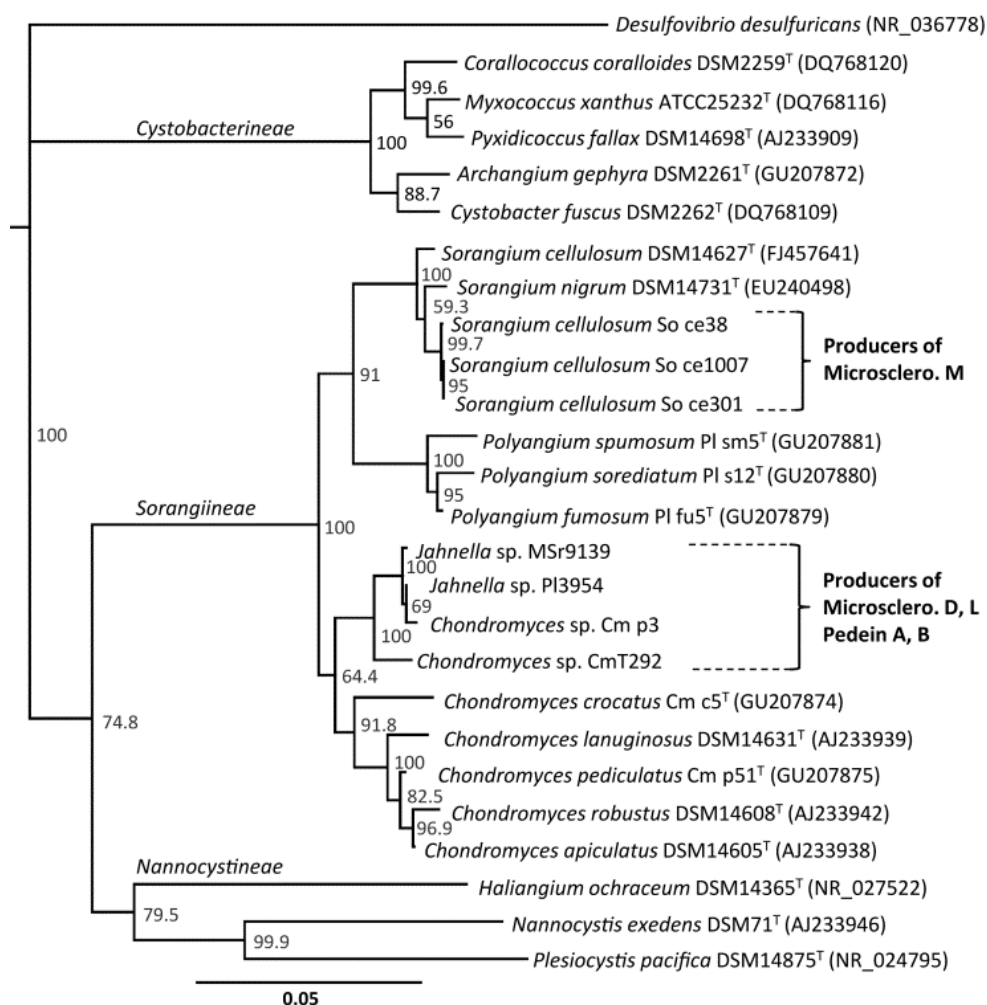 Desulfovibrio desulfuricans (NR_036778)
Corallococcus coralloides DSM2259ᵀ (DQ768120)
99.6
Myxococcus xanthus ATCC25232ᵀ (DQ768116)
56
Cystobacterineae
Pyxidicoccus fallax DSM14698ᵀ (AJ233909)
100
Archangium gephyra DSM2261ᵀ (GU207872)
88.7
Cystobacter fuscus DSM2262ᵀ (DQ768109)
Sorangium cellulosum DSM14627ᵀ (FJ457641)
100
Sorangium nigrum DSM14731ᵀ (EU240498)
59.3
Sorangium cellulosum So ce38
99.7
Producers of
Microsclero. M
Sorangium cellulosum So ce1007
91
95
Sorangium cellulosum So ce301
100
Polyangium spumosum Pl sm5ᵀ (GU207881)
100
Polyangium sorediatum Pl s12ᵀ (GU207880)
95
Sorangiineae
Polyangium fumosum Pl fu5ᵀ (GU207879)
100
Jahnella sp. MSr9139
100
Jahnella sp. Pl3954
69
Producers of
Microsclero. D, L
Pedein A, B
Chondromyces sp. Cm p3
100
Chondromyces sp. CmT292
64.4
Chondromyces crocatus Cm c5ᵀ (GU207874)
74.8
91.8
Chondromyces lanuginosus DSM14631ᵀ (AJ233939)
100
Chondromyces pediculatus Cm p51ᵀ (GU207875)
82.5
Chondromyces robustus DSM14608ᵀ (AJ233942)
96.9
Chondromyces apiculatus DSM14605ᵀ (AJ233938)
Nannocystineae
Haliangium ochraceum DSM14365ᵀ (NR_027522)
79.5
Nannocystis exedens DSM71ᵀ (AJ233946)
99.9
Plesiocystis pacifica DSM14875ᵀ (NR_024795)
0.05